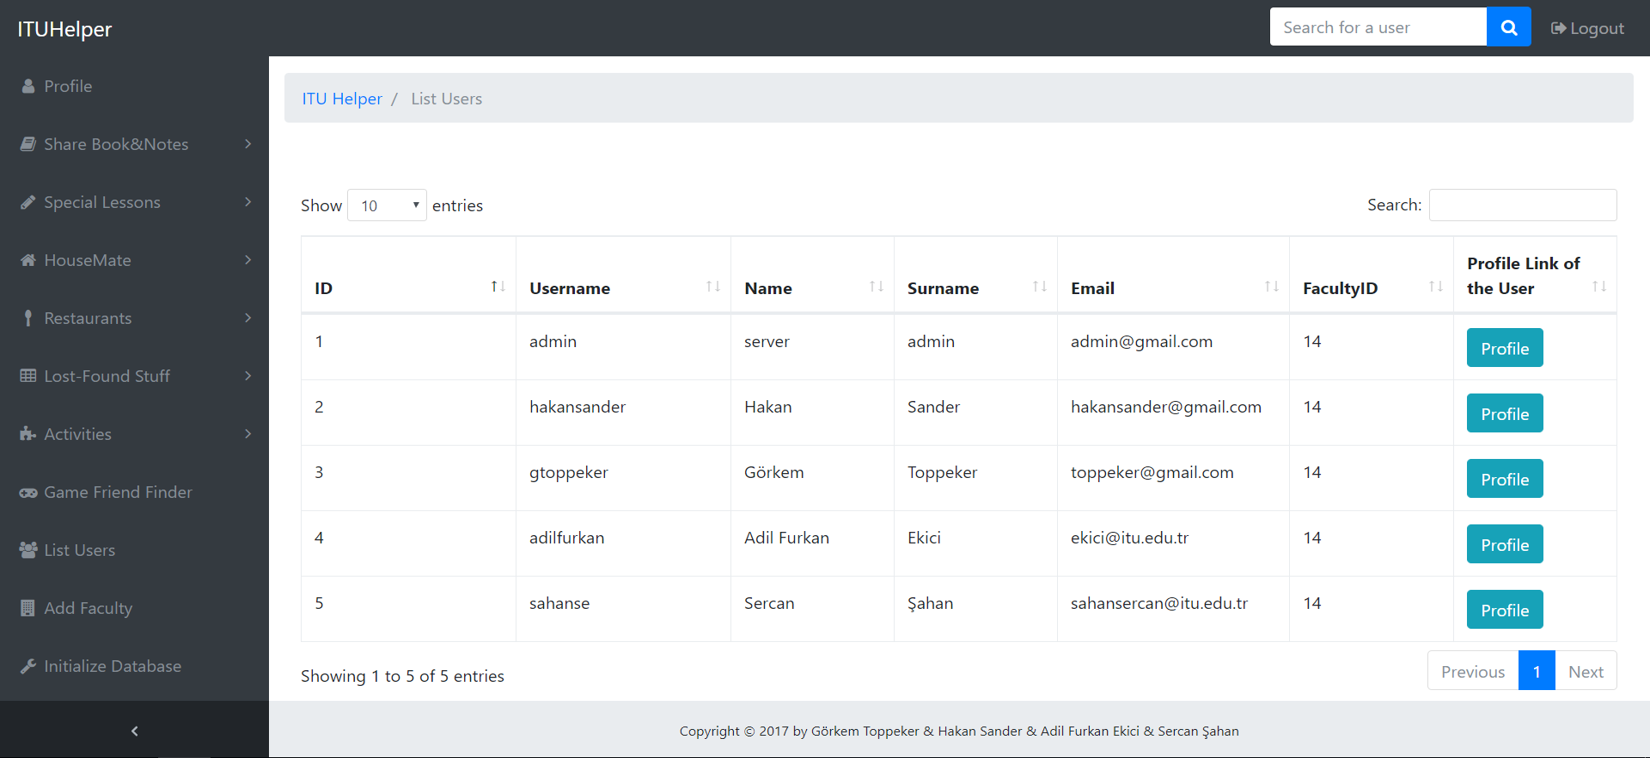 ITUHelper
Search for a user
Logout
Profile
Share Book&Notes
Special Lessons
HouseMate
Restaurants
Lost-Found Stuff
Activities
Game Friend Finder
List Users
Add Faculty
Initialize Database
ITU Helper / List Users
Show 10 entries
Search:
ID Username Name Surname Email FacultyID Profile Link of the User
1 admin server admin admin@gmail.com 14 Profile
2 hakansander Hakan Sander hakansander@gmail.com 14 Profile
3 gtoppeker Görkem Toppeker toppeker@gmail.com 14 Profile
4 adilfurkan Adil Furkan Ekici ekici@itu.edu.tr 14 Profile
5 sahanse Sercan Şahan sahansercan@itu.edu.tr 14 Profile
Showing 1 to 5 of 5 entries
Previous 1 Next
Copyright © 2017 by Görkem Toppeker & Hakan Sander & Adil Furkan Ekici & Sercan Şahan